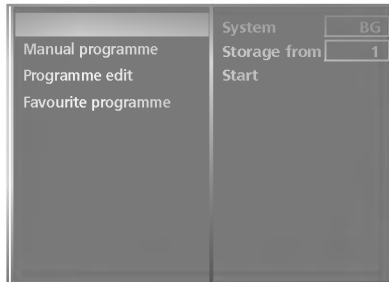 System BG
Manual programme
Storage from 1
Programme edit
Start
Favourite programme